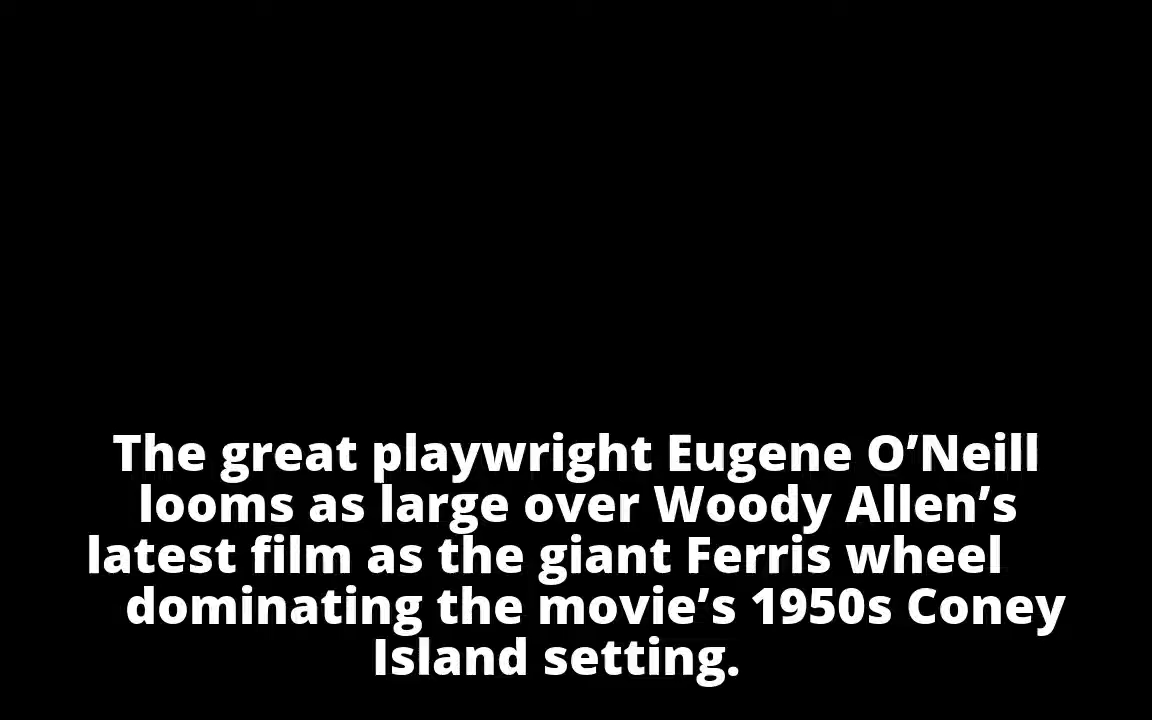 The great playwright Eugene O’Neill
looms as large over Woody Allen’s
latest film as the giant Ferris wheel
dominating the movie’s 1950s Coney
Island setting.